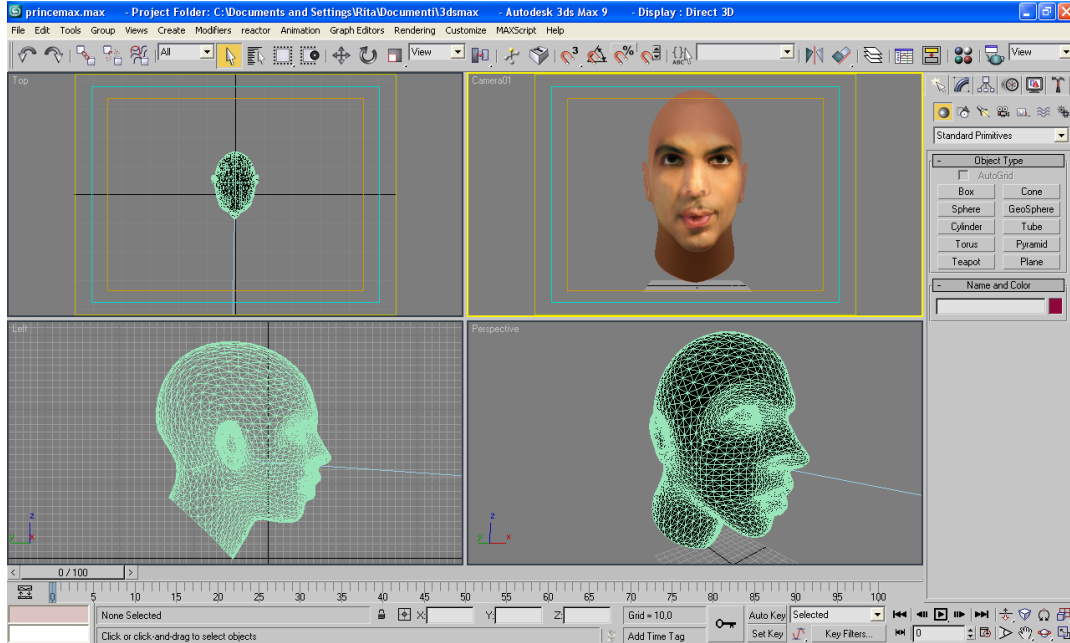 princemax.max - Project Folder: C:\Documents and Settings\Rita\Documenti\3dsmax - Autodesk 3ds Max 9 - Display : Direct 3D
File Edit Tools Group Views Create Modifiers reactor Animation Graph Editors Rendering Customize MAXScript Help
All View 3 % ABC View
Top
Camera01
Standard Primitives
- Object Type
AutoGrid
Box Cone
Sphere GeoSphere
Cylinder Tube
Torus Pyramid
Teapot Plane
- Name and Color
Left
Perspective
z
y x
z
y x
< 0 / 100 >
0 5 10 15 20 25 30 35 40 45 50 55 60 65 70 75 80 85 90 95 100
None Selected X: Y: Z: Grid = 10,0 Auto Key Selected
Click or click-and-drag to select objects Add Time Tag Set Key Key Filters... 0